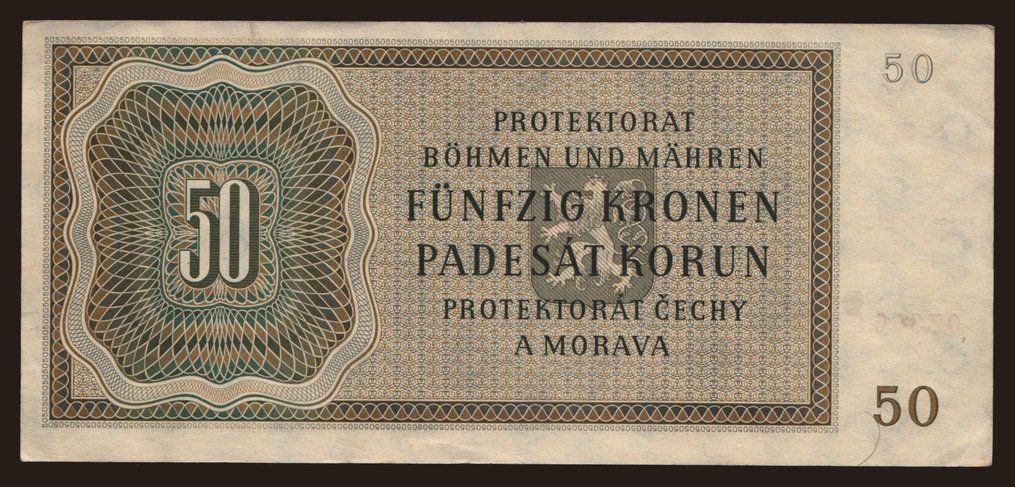 50
50
PROTEKTORAT
BÖHMEN UND MÄHREN
FÜNFZIG KRONEN
PADESÁT KORUN
PROTEKTORÁT ČECHY
A MORAVA
50